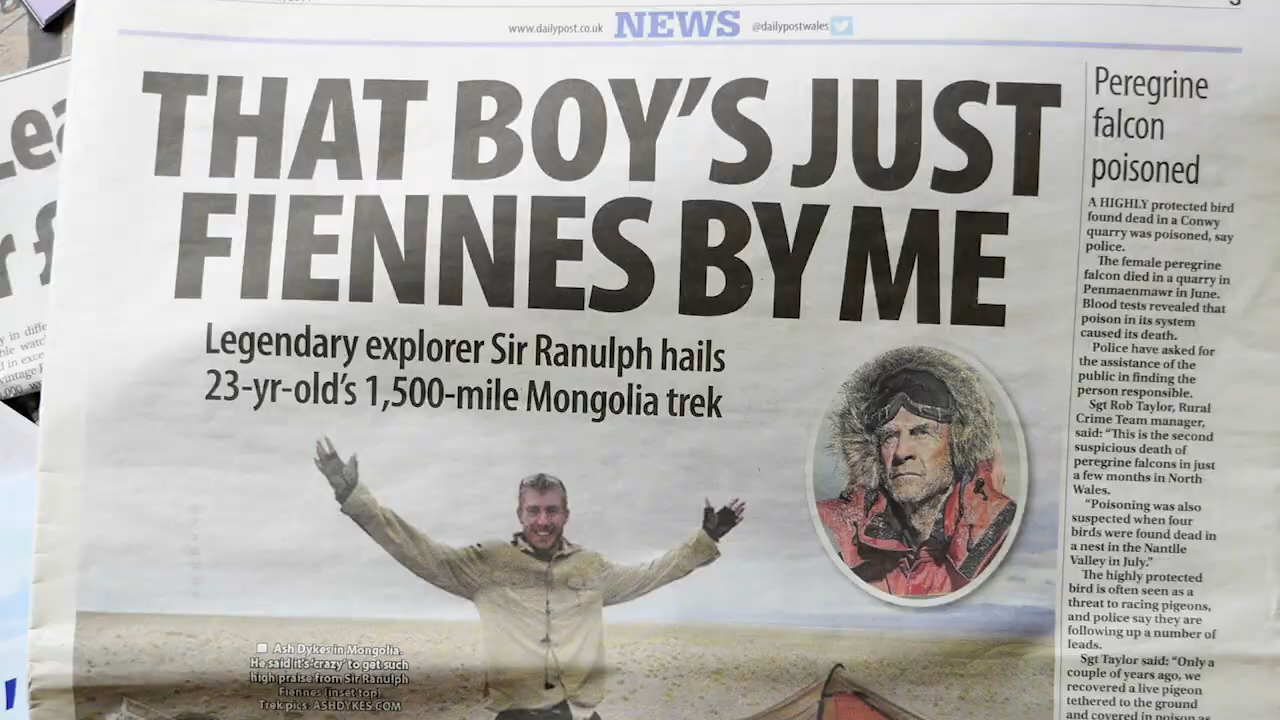 www.dailypost.co.uk NEWS @dailypostwales
THAT BOY'S JUST
FIENNES BY ME
Legendary explorer Sir Ranulph hails
23-yr-old's 1,500-mile Mongolia trek
Ash Dykes in Mongolia.
He said it's 'crazy' to get such
high praise from Sir Ranulph
Fiennes (inset top)
Trek pics: ASHDYKES.COM
Peregrine
falcon
poisoned
A HIGHLY protected bird
found dead in a Conwy
quarry was poisoned, say
police.
The female peregrine
falcon died in a quarry in
Penmaenmawr in June.
Blood tests revealed that
poison in its system
caused its death.
Police have asked for
the assistance of the
public in finding the
person responsible.
Sgt Rob Taylor, Rural
Crime Team manager,
said: "This is the second
suspicious death of
peregrine falcons in just
a few months in North
Wales.
"Poisoning was also
suspected when four
birds were found dead in
a nest in the Nantlle
Valley in July."
The highly protected
bird is often seen as a
threat to racing pigeons,
and police say they are
following up a number of
leads.
Sgt Taylor said: "Only a
couple of years ago, we
recovered a live pigeon
tethered to the ground
and covered in poison as